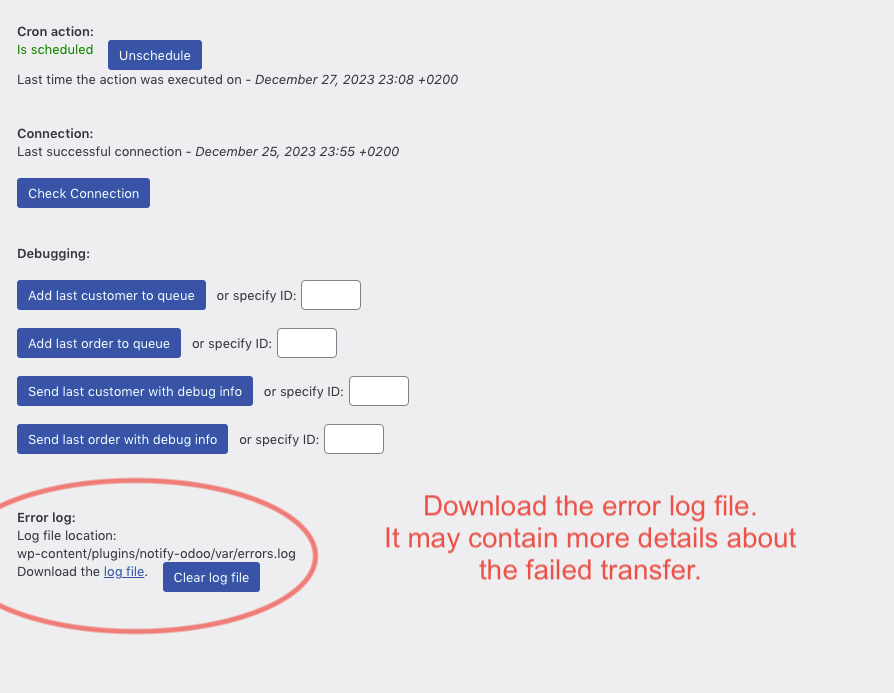 Cron action:
Is scheduled Unschedule
Last time the action was executed on - December 27, 2023 23:08 +0200
Connection:
Last successful connection - December 25, 2023 23:55 +0200
Check Connection
Debugging:
Add last customer to queue or specify ID:
Add last order to queue or specify ID:
Send last customer with debug info or specify ID:
Send last order with debug info or specify ID:
Error log:
Log file location:
wp-content/plugins/notify-odoo/var/errors.log
Download the log file. Clear log file
Download the error log file.
It may contain more details about
the failed transfer.